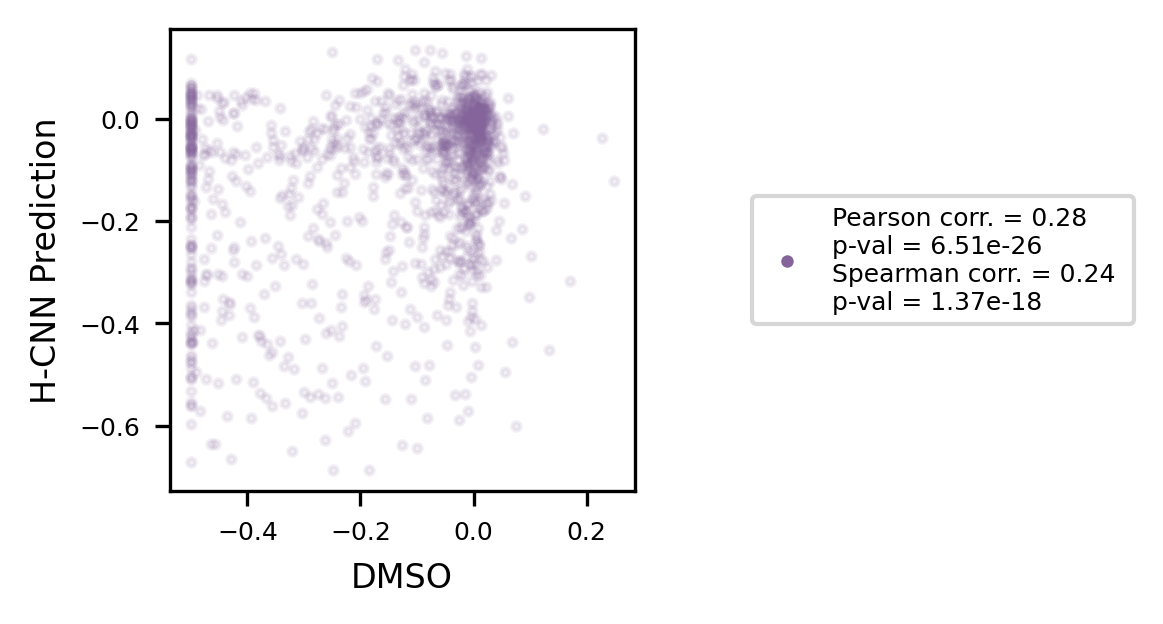 H-CNN Prediction
0.0
−0.2
−0.4
−0.6
−0.4
−0.2
0.0
0.2
DMSO
Pearson corr. = 0.28
p-val = 6.51e-26
Spearman corr. = 0.24
p-val = 1.37e-18